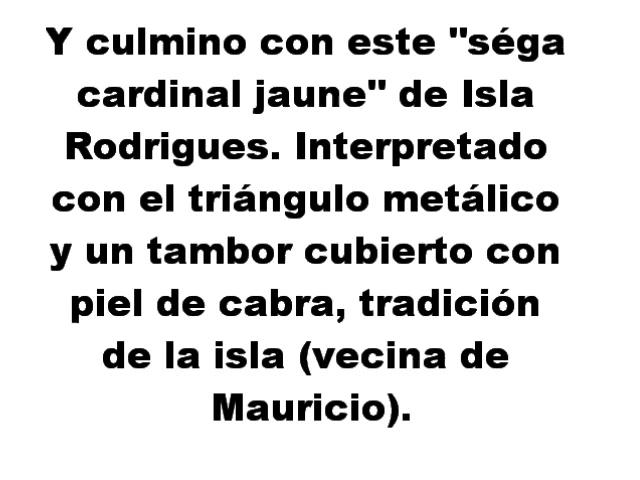 Y culmino con este "séga
cardinal jaune" de Isla
Rodrigues. Interpretado
con el triángulo metálico
y un tambor cubierto con
piel de cabra, tradición
de la isla (vecina de
Mauricio).